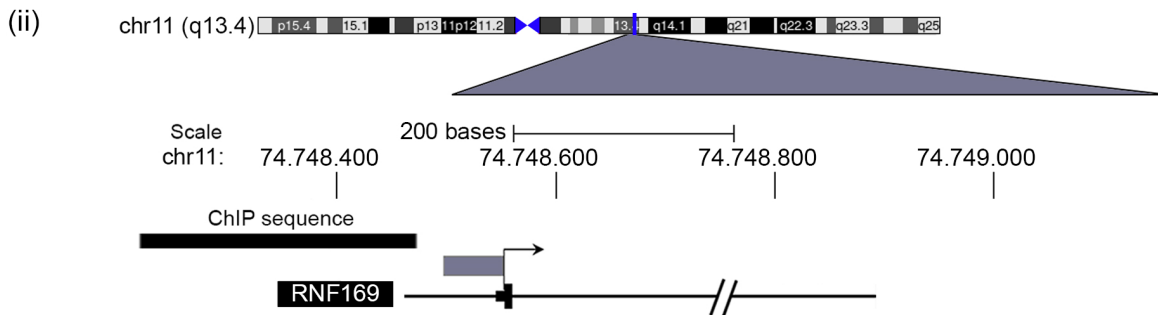 (ii) chr11 (q13.4) p15.4 15.1 p13 11p12 11.2 q14.1 q21 q22.3 q23.3 q25
200 bases
Scale
chr11: 74.748.400 74.748.600 74.748.800 74.749.000
ChIP sequence
RNF169